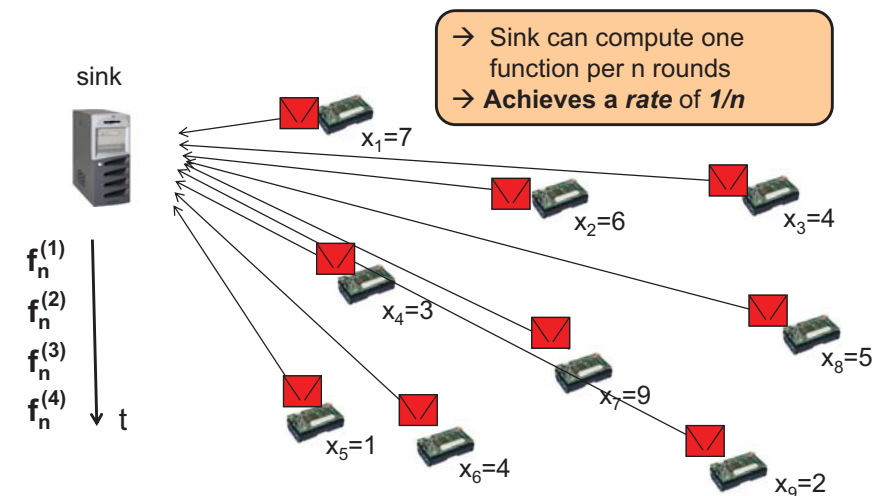 → Sink can compute one
function per n rounds
→ Achieves a rate of 1/n
sink
x₁=7
x₂=6
x₃=4
x₄=3
x₅=1
x₆=4
x₇=9
x₈=5
x₉=2
fₙ⁽¹⁾
fₙ⁽²⁾
fₙ⁽³⁾
fₙ⁽⁴⁾
t